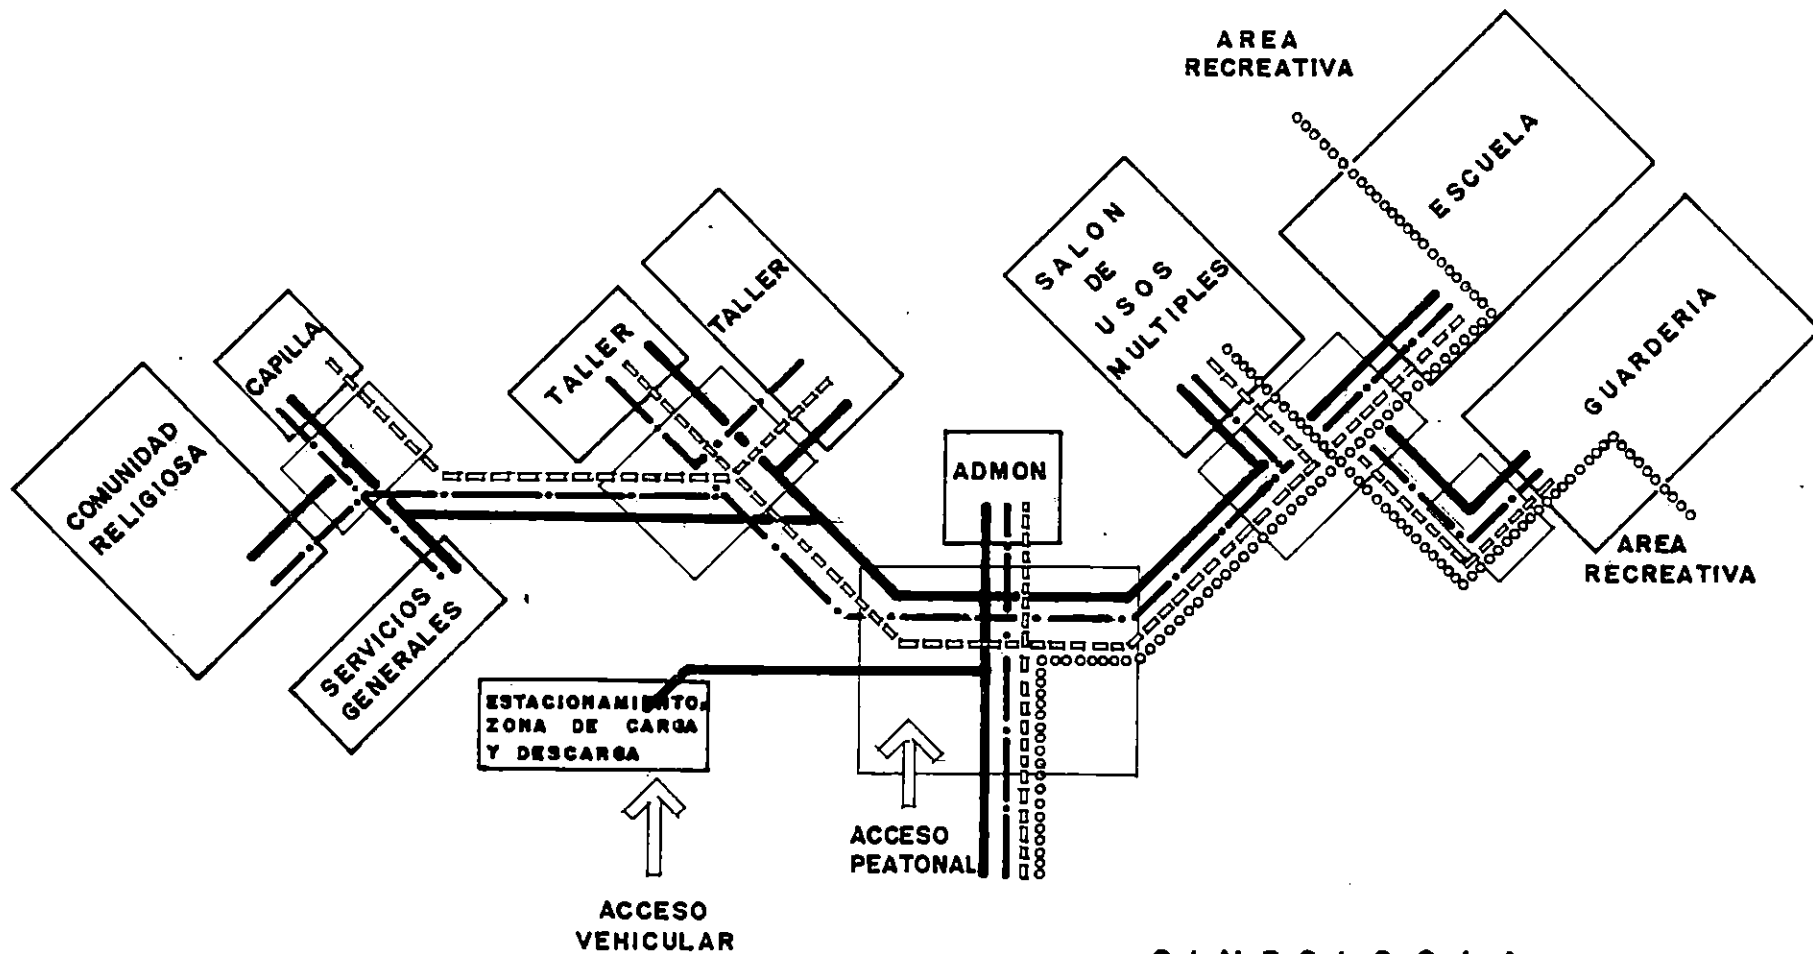 AREA
RECREATIVA
ESCUELA
SALON
DE
USOS
MULTIPLES
GUARDERIA
AREA
RECREATIVA
TALLER
TALLER
CAPILLA
COMUNIDAD
RELIGIOSA
SERVICIOS
GENERALES
ADMON
ESTACIONAMIENTO,
ZONA DE CARGA
Y DESCARGA
ACCESO
PEATONAL
ACCESO
VEHICULAR